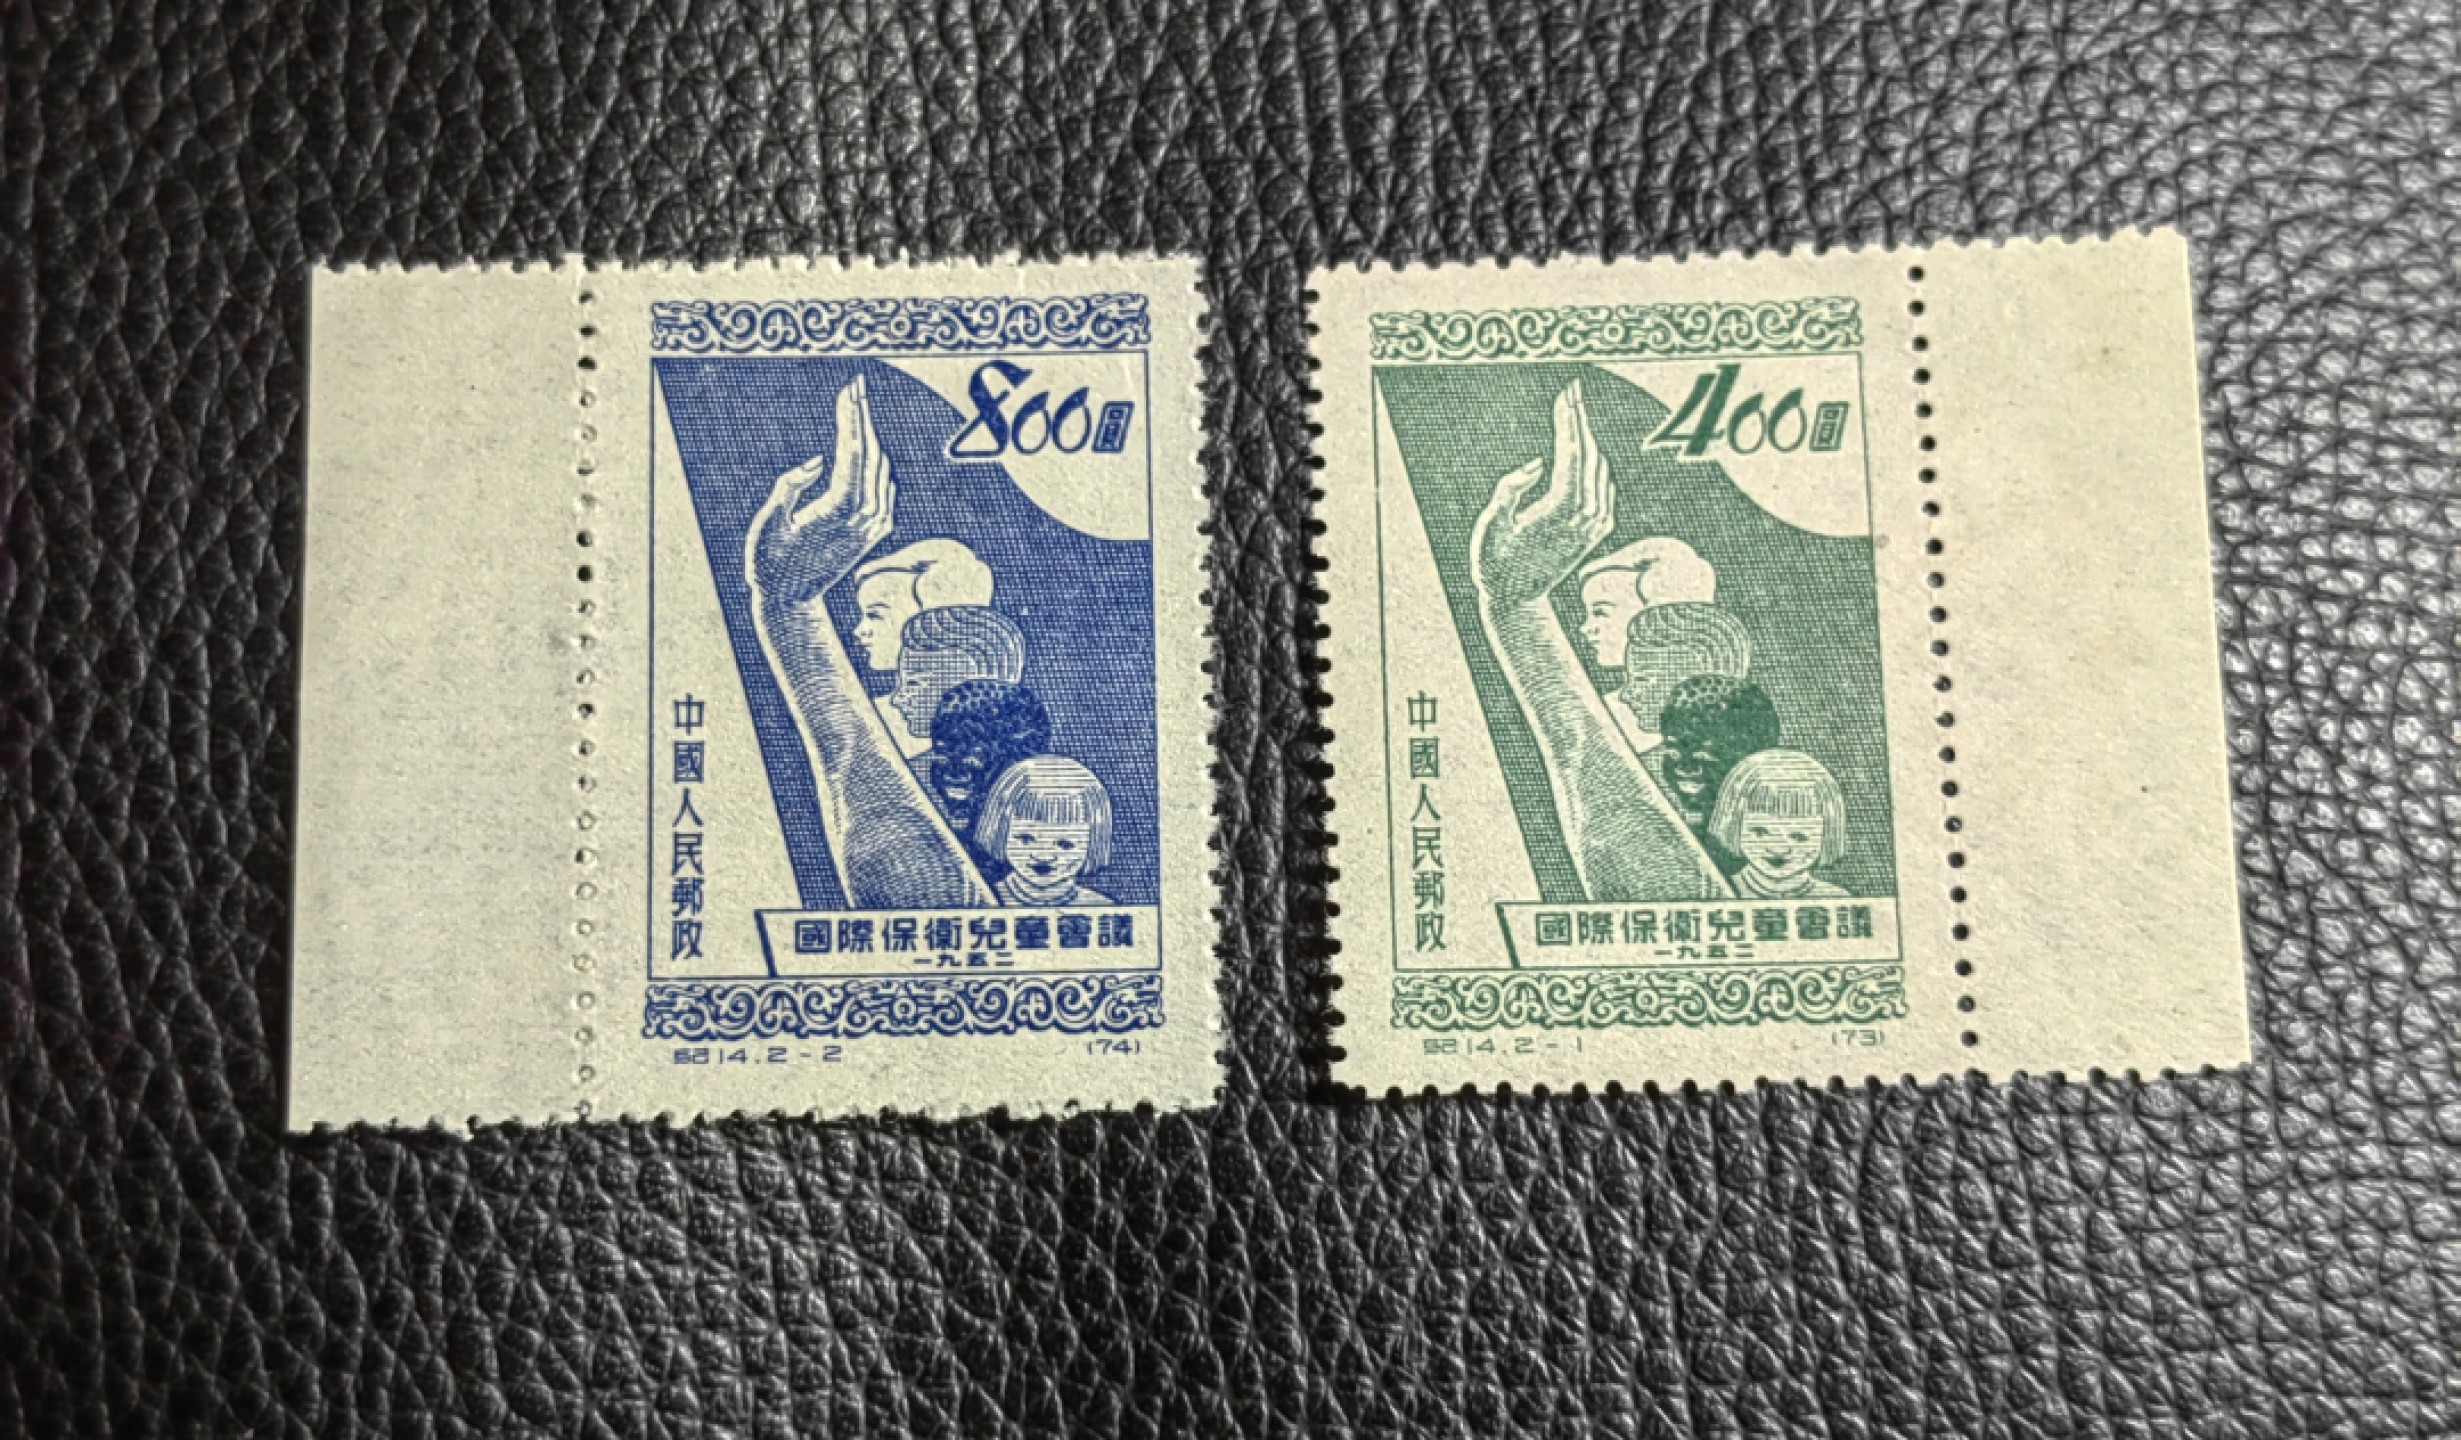 800圓
中國人民郵政
國際保衛兒童會議
一九五二
紀14.2-2
(74)
400圓
中國人民郵政
國際保衛兒童會議
一九五二
紀14.2-1
(73)